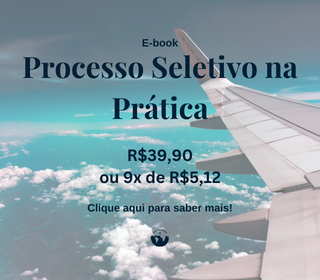 E-book
Processo Seletivo na
Prática
R$39,90
ou 9x de R$5,12
Clique aqui para saber mais!